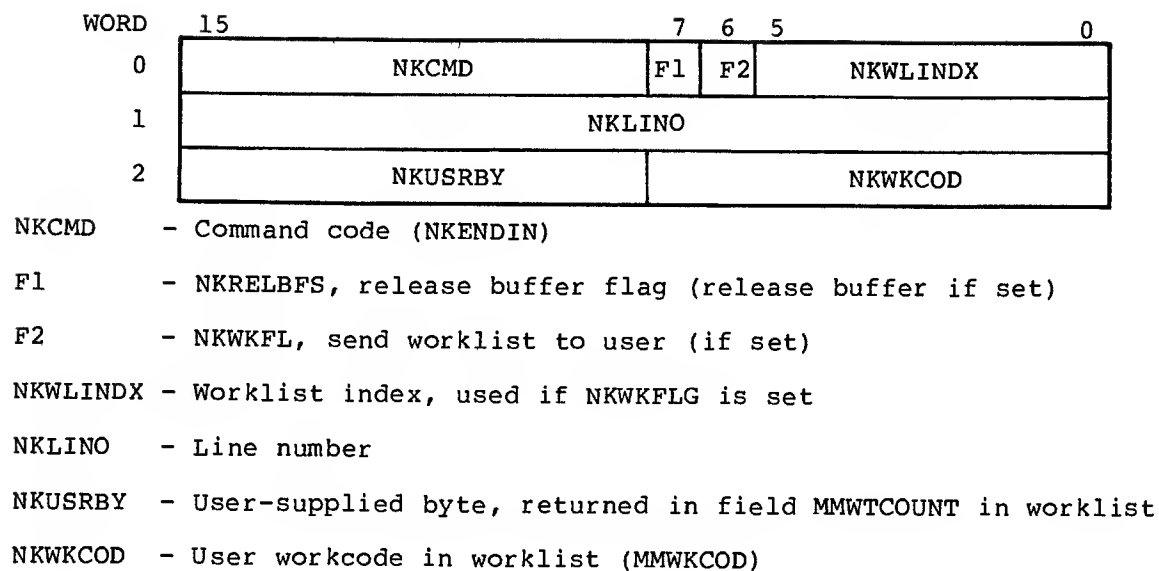 WORD 15 7 6 5 0
0 NKCMD F1 F2 NKWLINDX
1 NKLINO
2 NKUSRBY NKWKCOD
NKCMD - Command code (NKENDIN)
F1 - NKRELBFS, release buffer flag (release buffer if set)
F2 - NKWKFL, send worklist to user (if set)
NKWLINDX - Worklist index, used if NKWKFLG is set
NKLINO - Line number
NKUSRBY - User-supplied byte, returned in field MMWTCOUNT in worklist
NKWKCOD - User workcode in worklist (MMWKCOD)